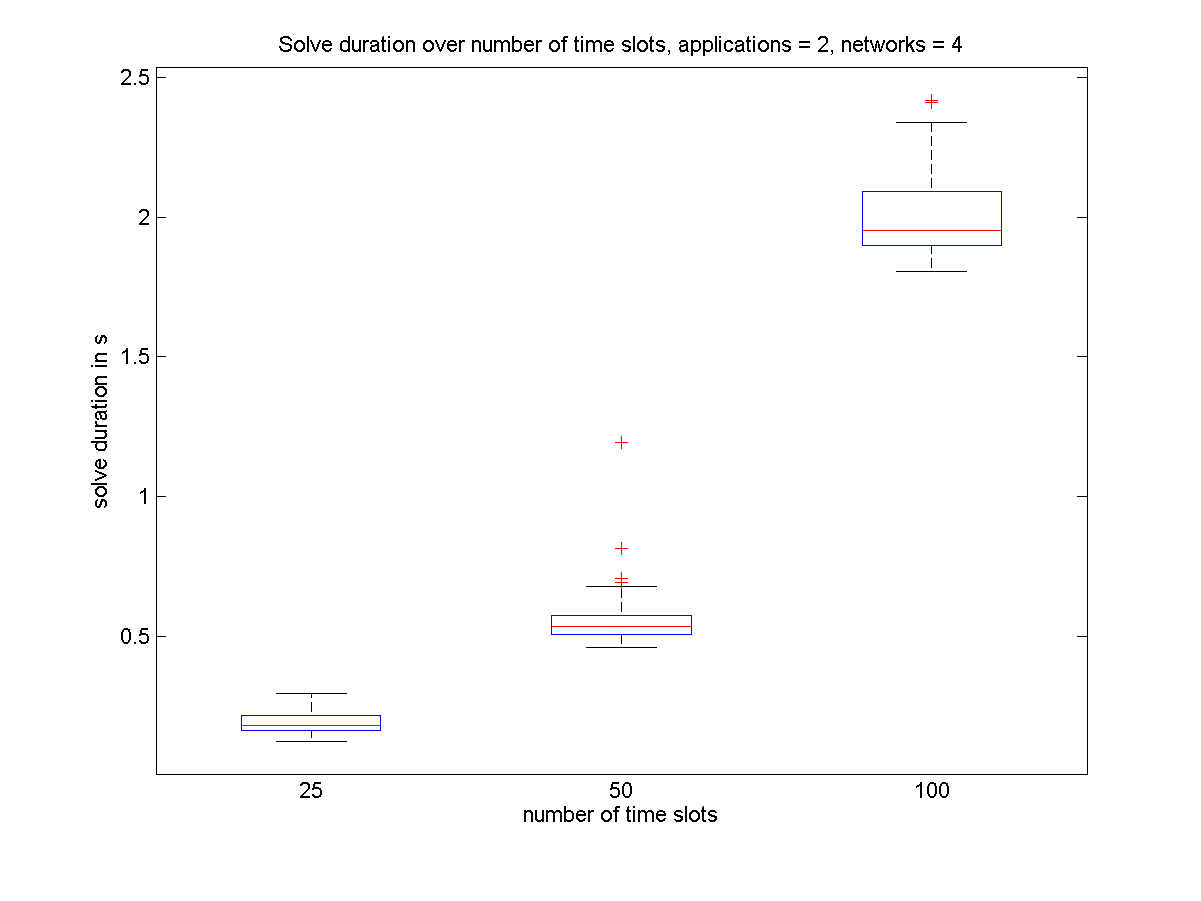 Solve duration over number of time slots, applications = 2, networks = 4
2.5
2
1.5
1
0.5
solve duration in s
25 50 100
number of time slots